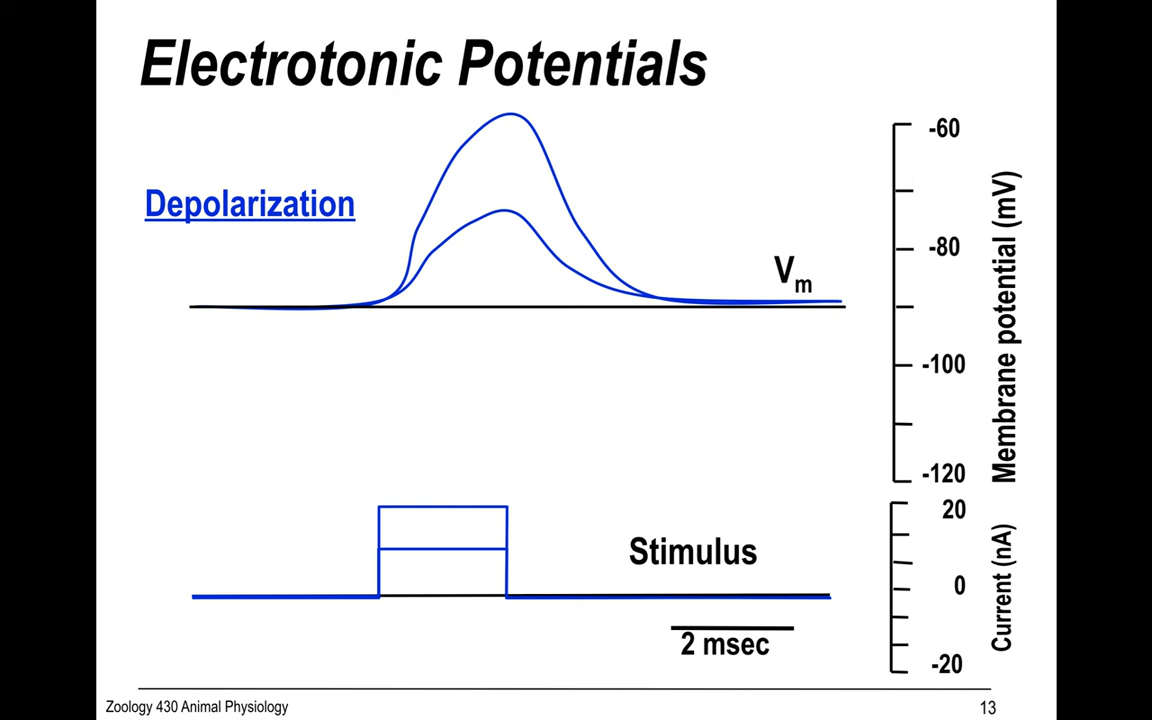 Electrotonic Potentials
Depolarization
Vm
-60
-80
-100
-120
Membrane potential (mV)
Stimulus
2 msec
20
0
-20
Current (nA)
Zoology 430 Animal Physiology
13